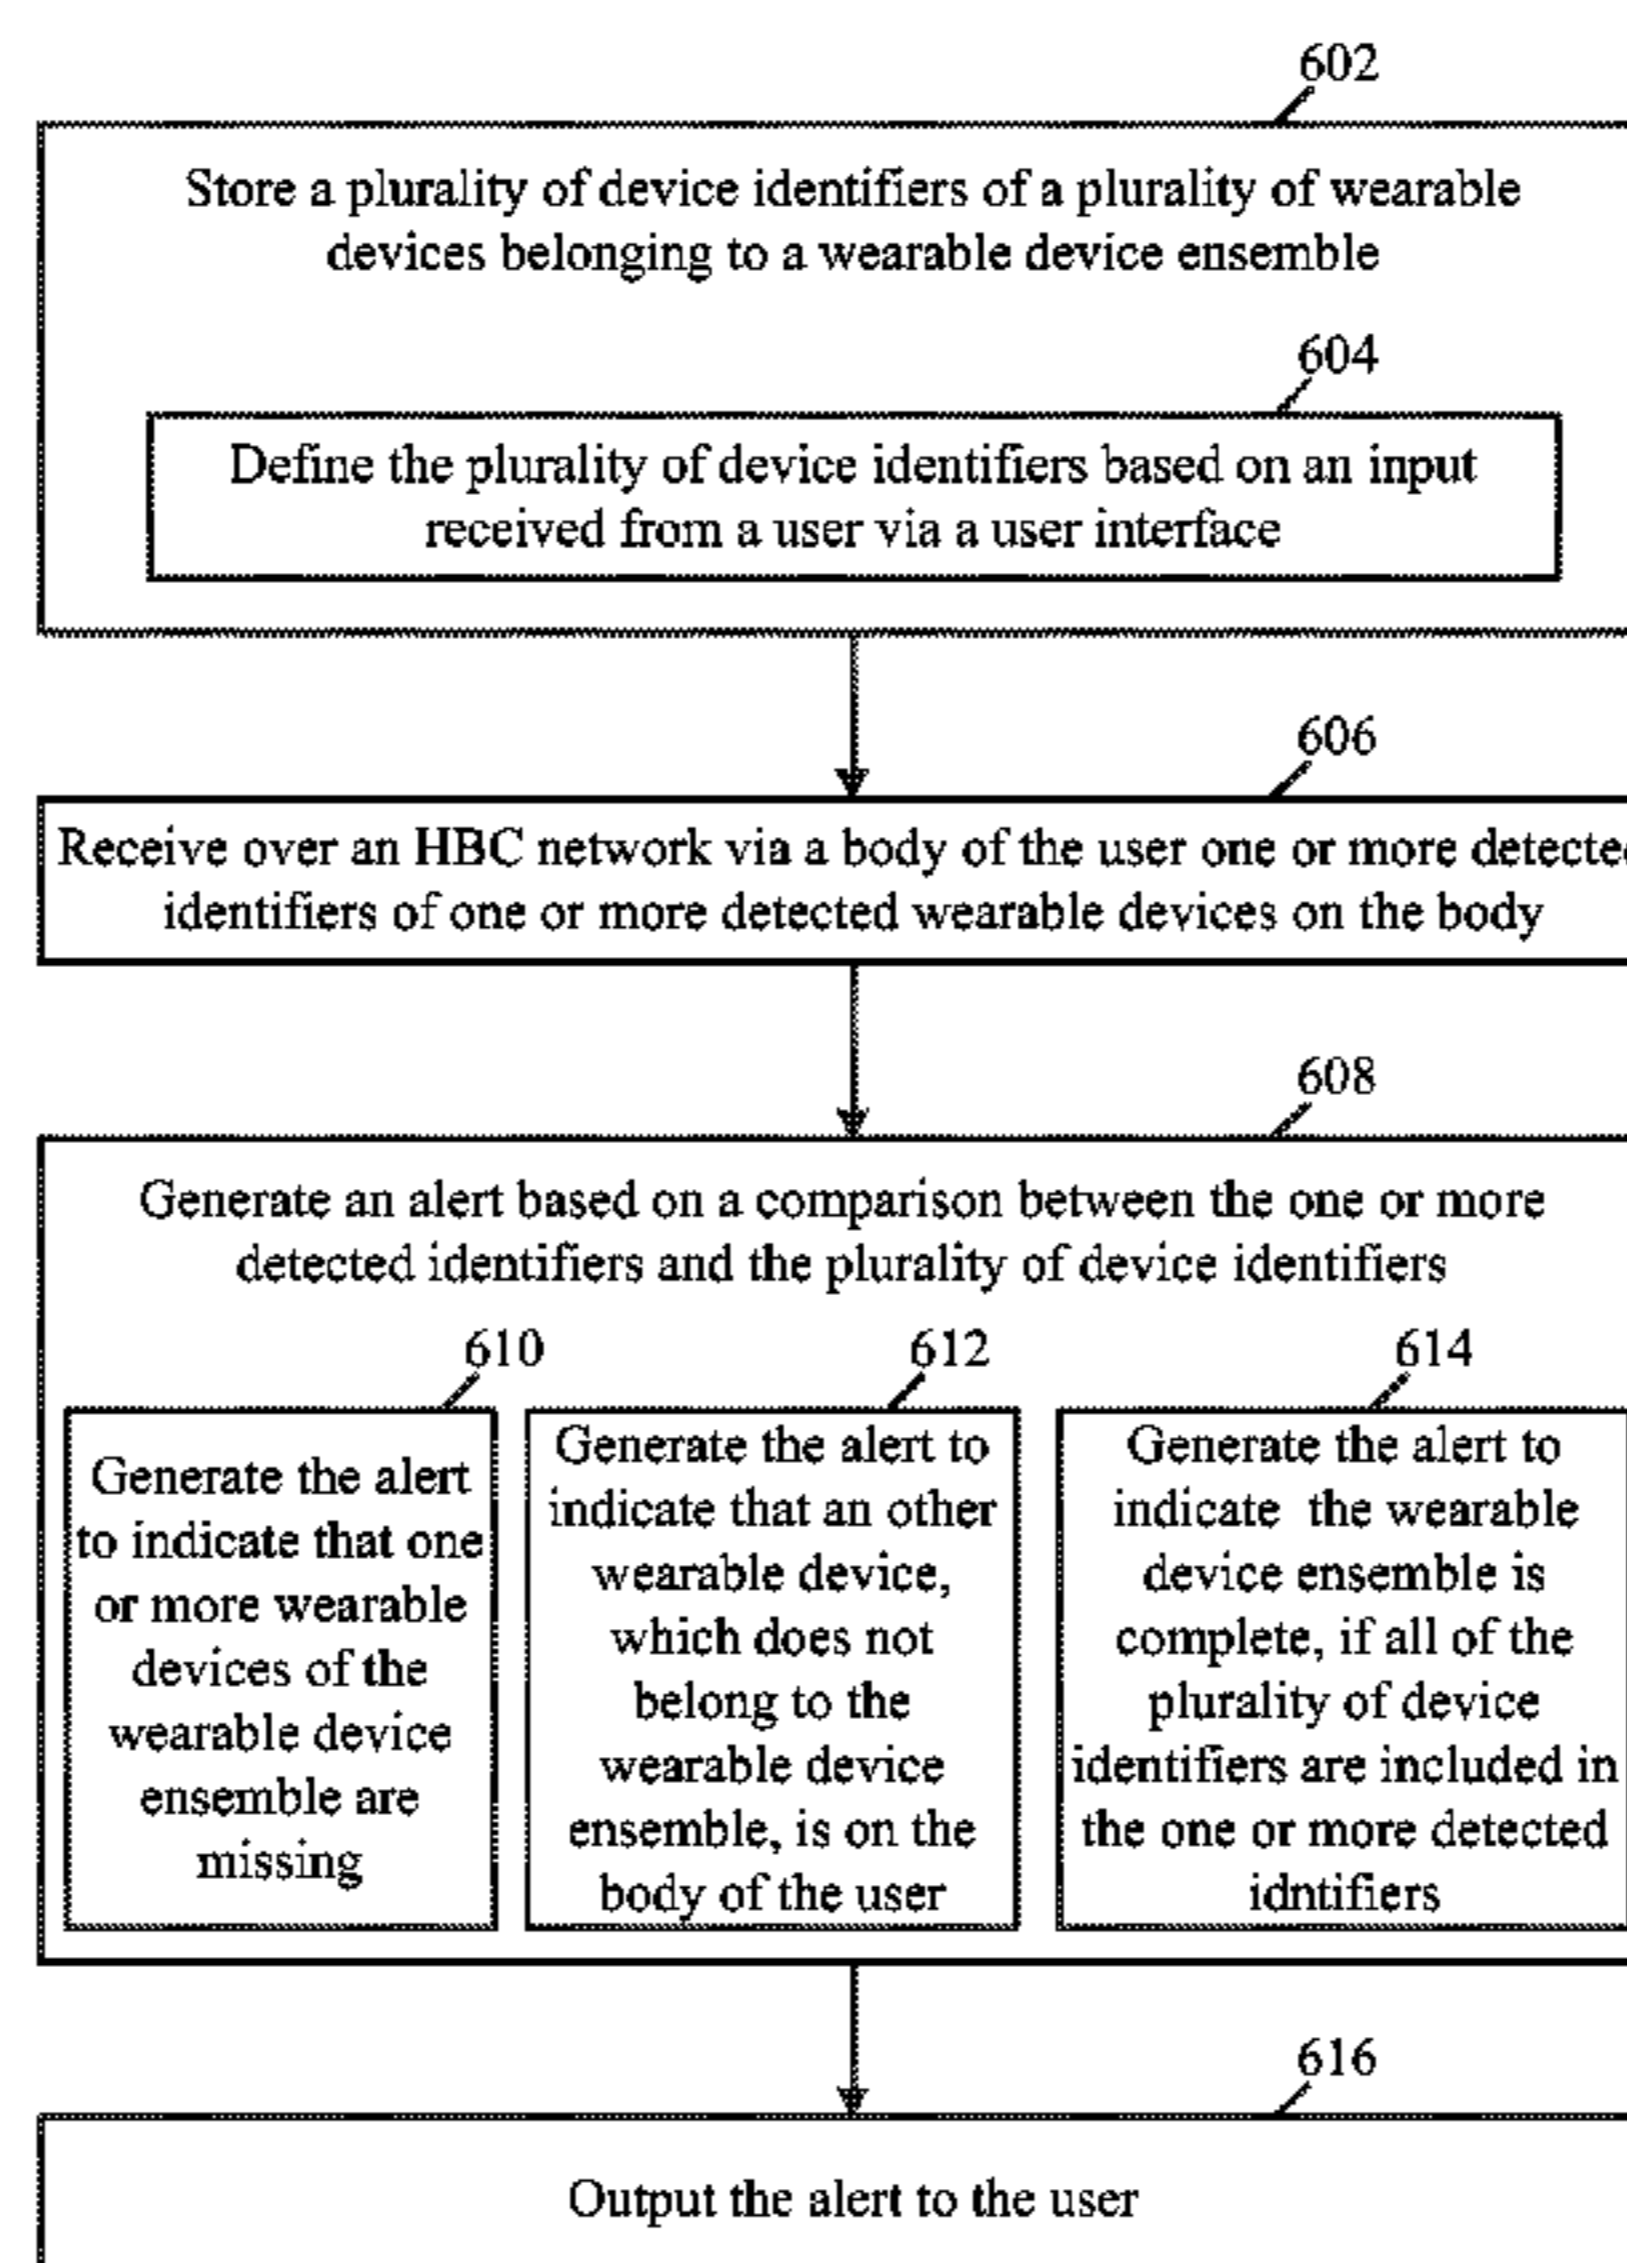 602
Store a plurality of device identifiers of a plurality of wearable
devices belonging to a wearable device ensemble
604
Define the plurality of device identifiers based on an input
received from a user via a user interface
606
Receive over an HBC network via a body of the user one or more detected
identifiers of one or more detected wearable devices on the body
608
Generate an alert based on a comparison between the one or more
detected identifiers and the plurality of device identifiers
610
Generate the alert
to indicate that one
or more wearable
devices of the
wearable device
ensemble are
missing
612
Generate the alert to
indicate that an other
wearable device,
which does not
belong to the
wearable device
ensemble, is on the
body of the user
614
Generate the alert to
indicate the wearable
device ensemble is
complete, if all of the
plurality of device
identifiers are included in
the one or more detected
idntifiers
616
Output the alert to the user